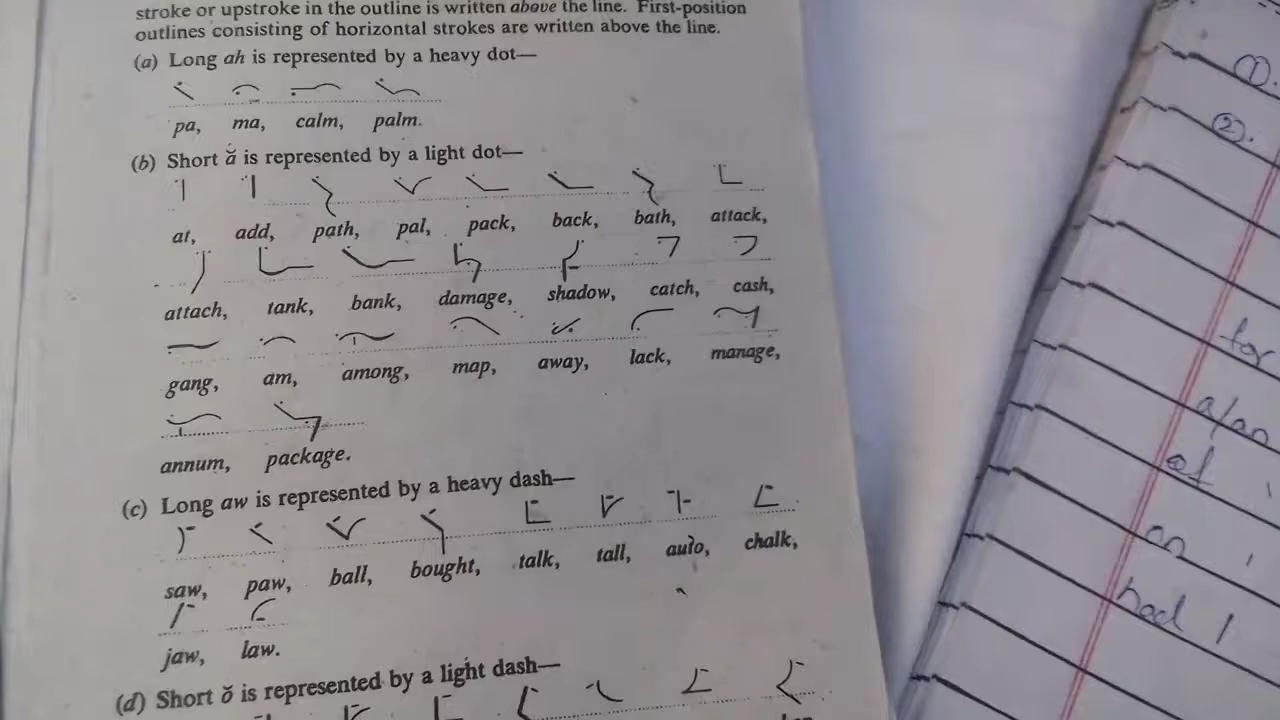 stroke or upstroke in the outline is written above the line. First-position
outlines consisting of horizontal strokes are written above the line.
(a) Long ah is represented by a heavy dot—
pa, ma, calm, palm.
(b) Short ă is represented by a light dot—
at, add, path, pal, pack, back, bath, attack,
attach, tank, bank, damage, shadow, catch, cash,
gang, am, among, map, away, lack, manage,
annum, package.
(c) Long aw is represented by a heavy dash—
saw, paw, ball, bought, talk, tall, auto, chalk,
jaw, law.
(d) Short ŏ is represented by a light dash—
①.
②.
for
a/an
of
on
had